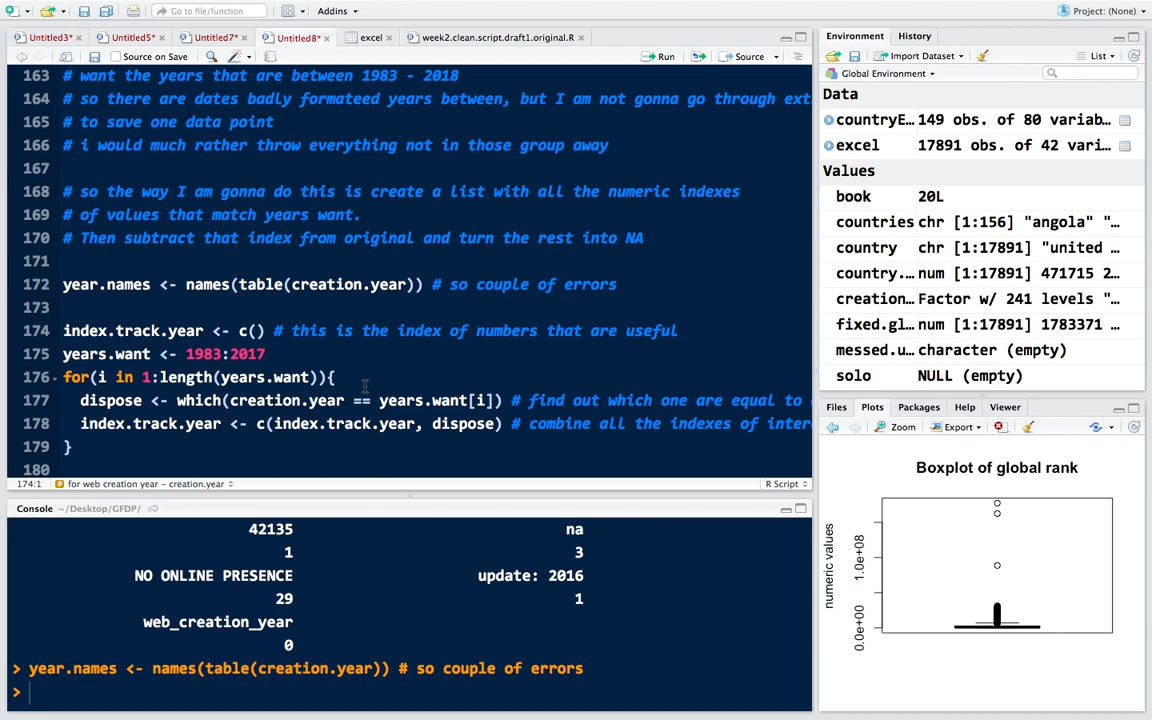 Go to file/function
Addins
Project: (None)
Untitled3*
Untitled5*
Untitled7*
Untitled8*
excel
week2.clean.script.draft1.original.R
Source on Save
Run
Source
163 # want the years that are between 1983 - 2018
164 # so there are dates badly formateed years between, but I am not gonna go through ext
165 # to save one data point
166 # i would much rather throw everything not in those group away
167
168 # so the way I am gonna do this is create a list with all the numeric indexes
169 # of values that match years want.
170 # Then subtract that index from original and turn the rest into NA
171
172 year.names <- names(table(creation.year)) # so couple of errors
173
174 index.track.year <- c() # this is the index of numbers that are useful
175 years.want <- 1983:2017
176 for(i in 1:length(years.want)){
177 dispose <- which(creation.year == years.want[i]) # find out which one are equal to
178 index.track.year <- c(index.track.year, dispose) # combine all the indexes of inter
179 }
180
174:1 # for web creation year - creation.year
R Script
Console ~/Desktop/GFDP/
42135 na
1 3
NO ONLINE PRESENCE update: 2016
29 1
web_creation_year
0
> year.names <- names(table(creation.year)) # so couple of errors
>
Environment History
Import Dataset
List
Global Environment
Data
countryE… 149 obs. of 80 variab…
excel 17891 obs. of 42 vari…
Values
book 20L
countries chr [1:156] "angola" "…
country chr [1:17891] "united …
country.… num [1:17891] 471715 2…
creation… Factor w/ 241 levels "…
fixed.gl… num [1:17891] 1783371 …
messed.u… character (empty)
solo NULL (empty)
Files Plots Packages Help Viewer
Zoom Export
Boxplot of global rank
numeric values
1.0e+08
0.0e+00